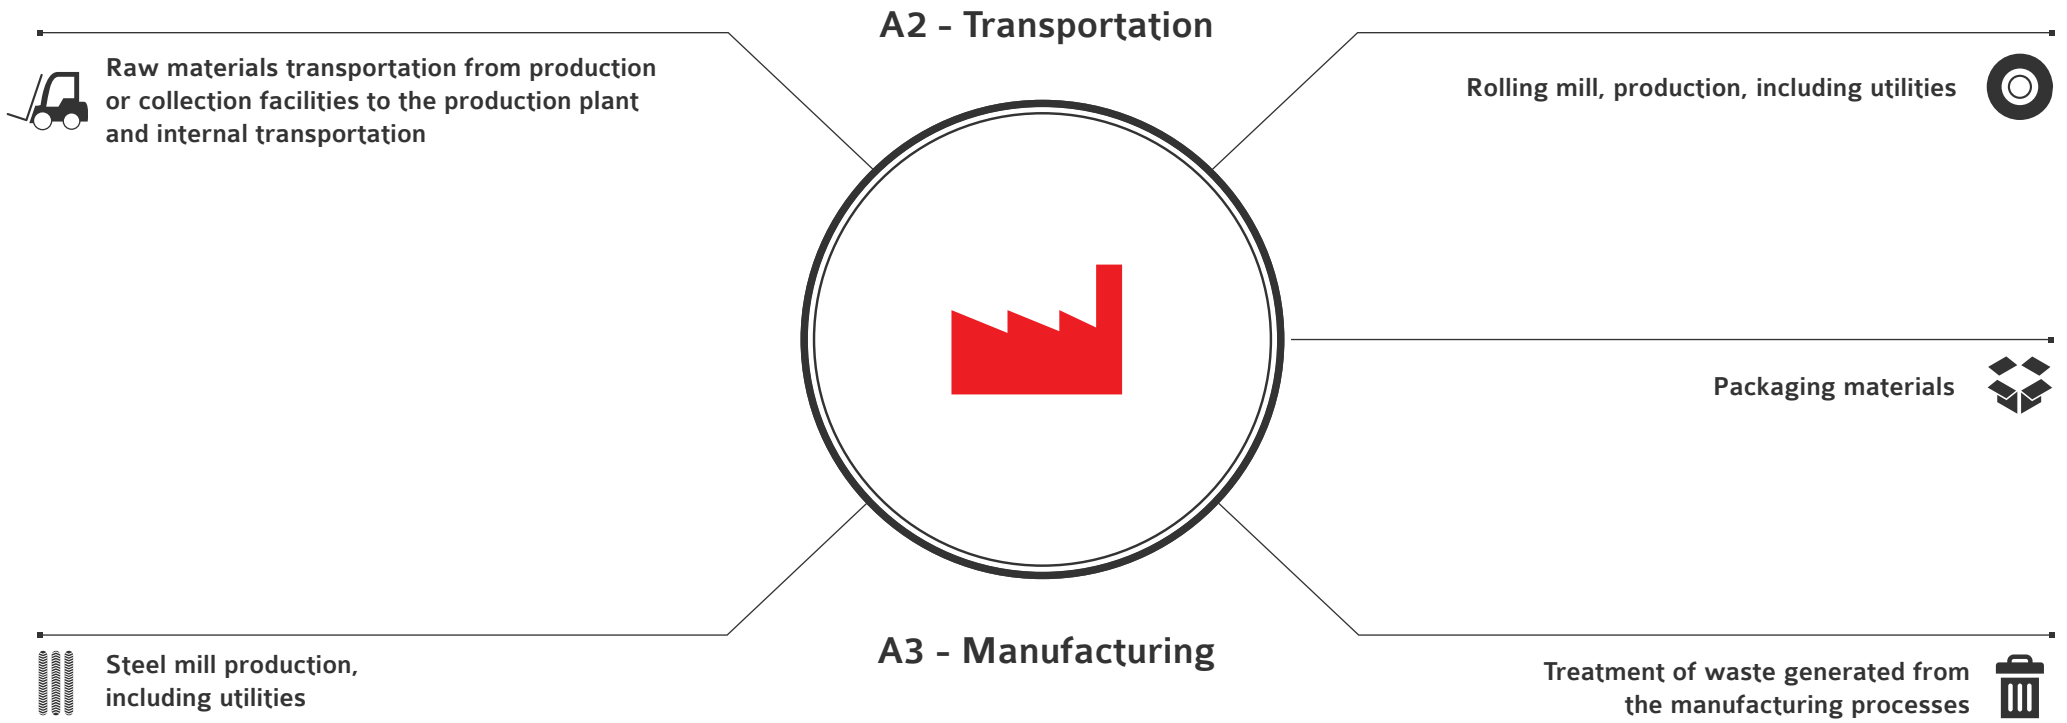 A2 - Transportation
Raw materials transportation from production
or collection facilities to the production plant
and internal transportation
Rolling mill, production, including utilities
Packaging materials
A3 - Manufacturing
Steel mill production,
including utilities
Treatment of waste generated from
the manufacturing processes